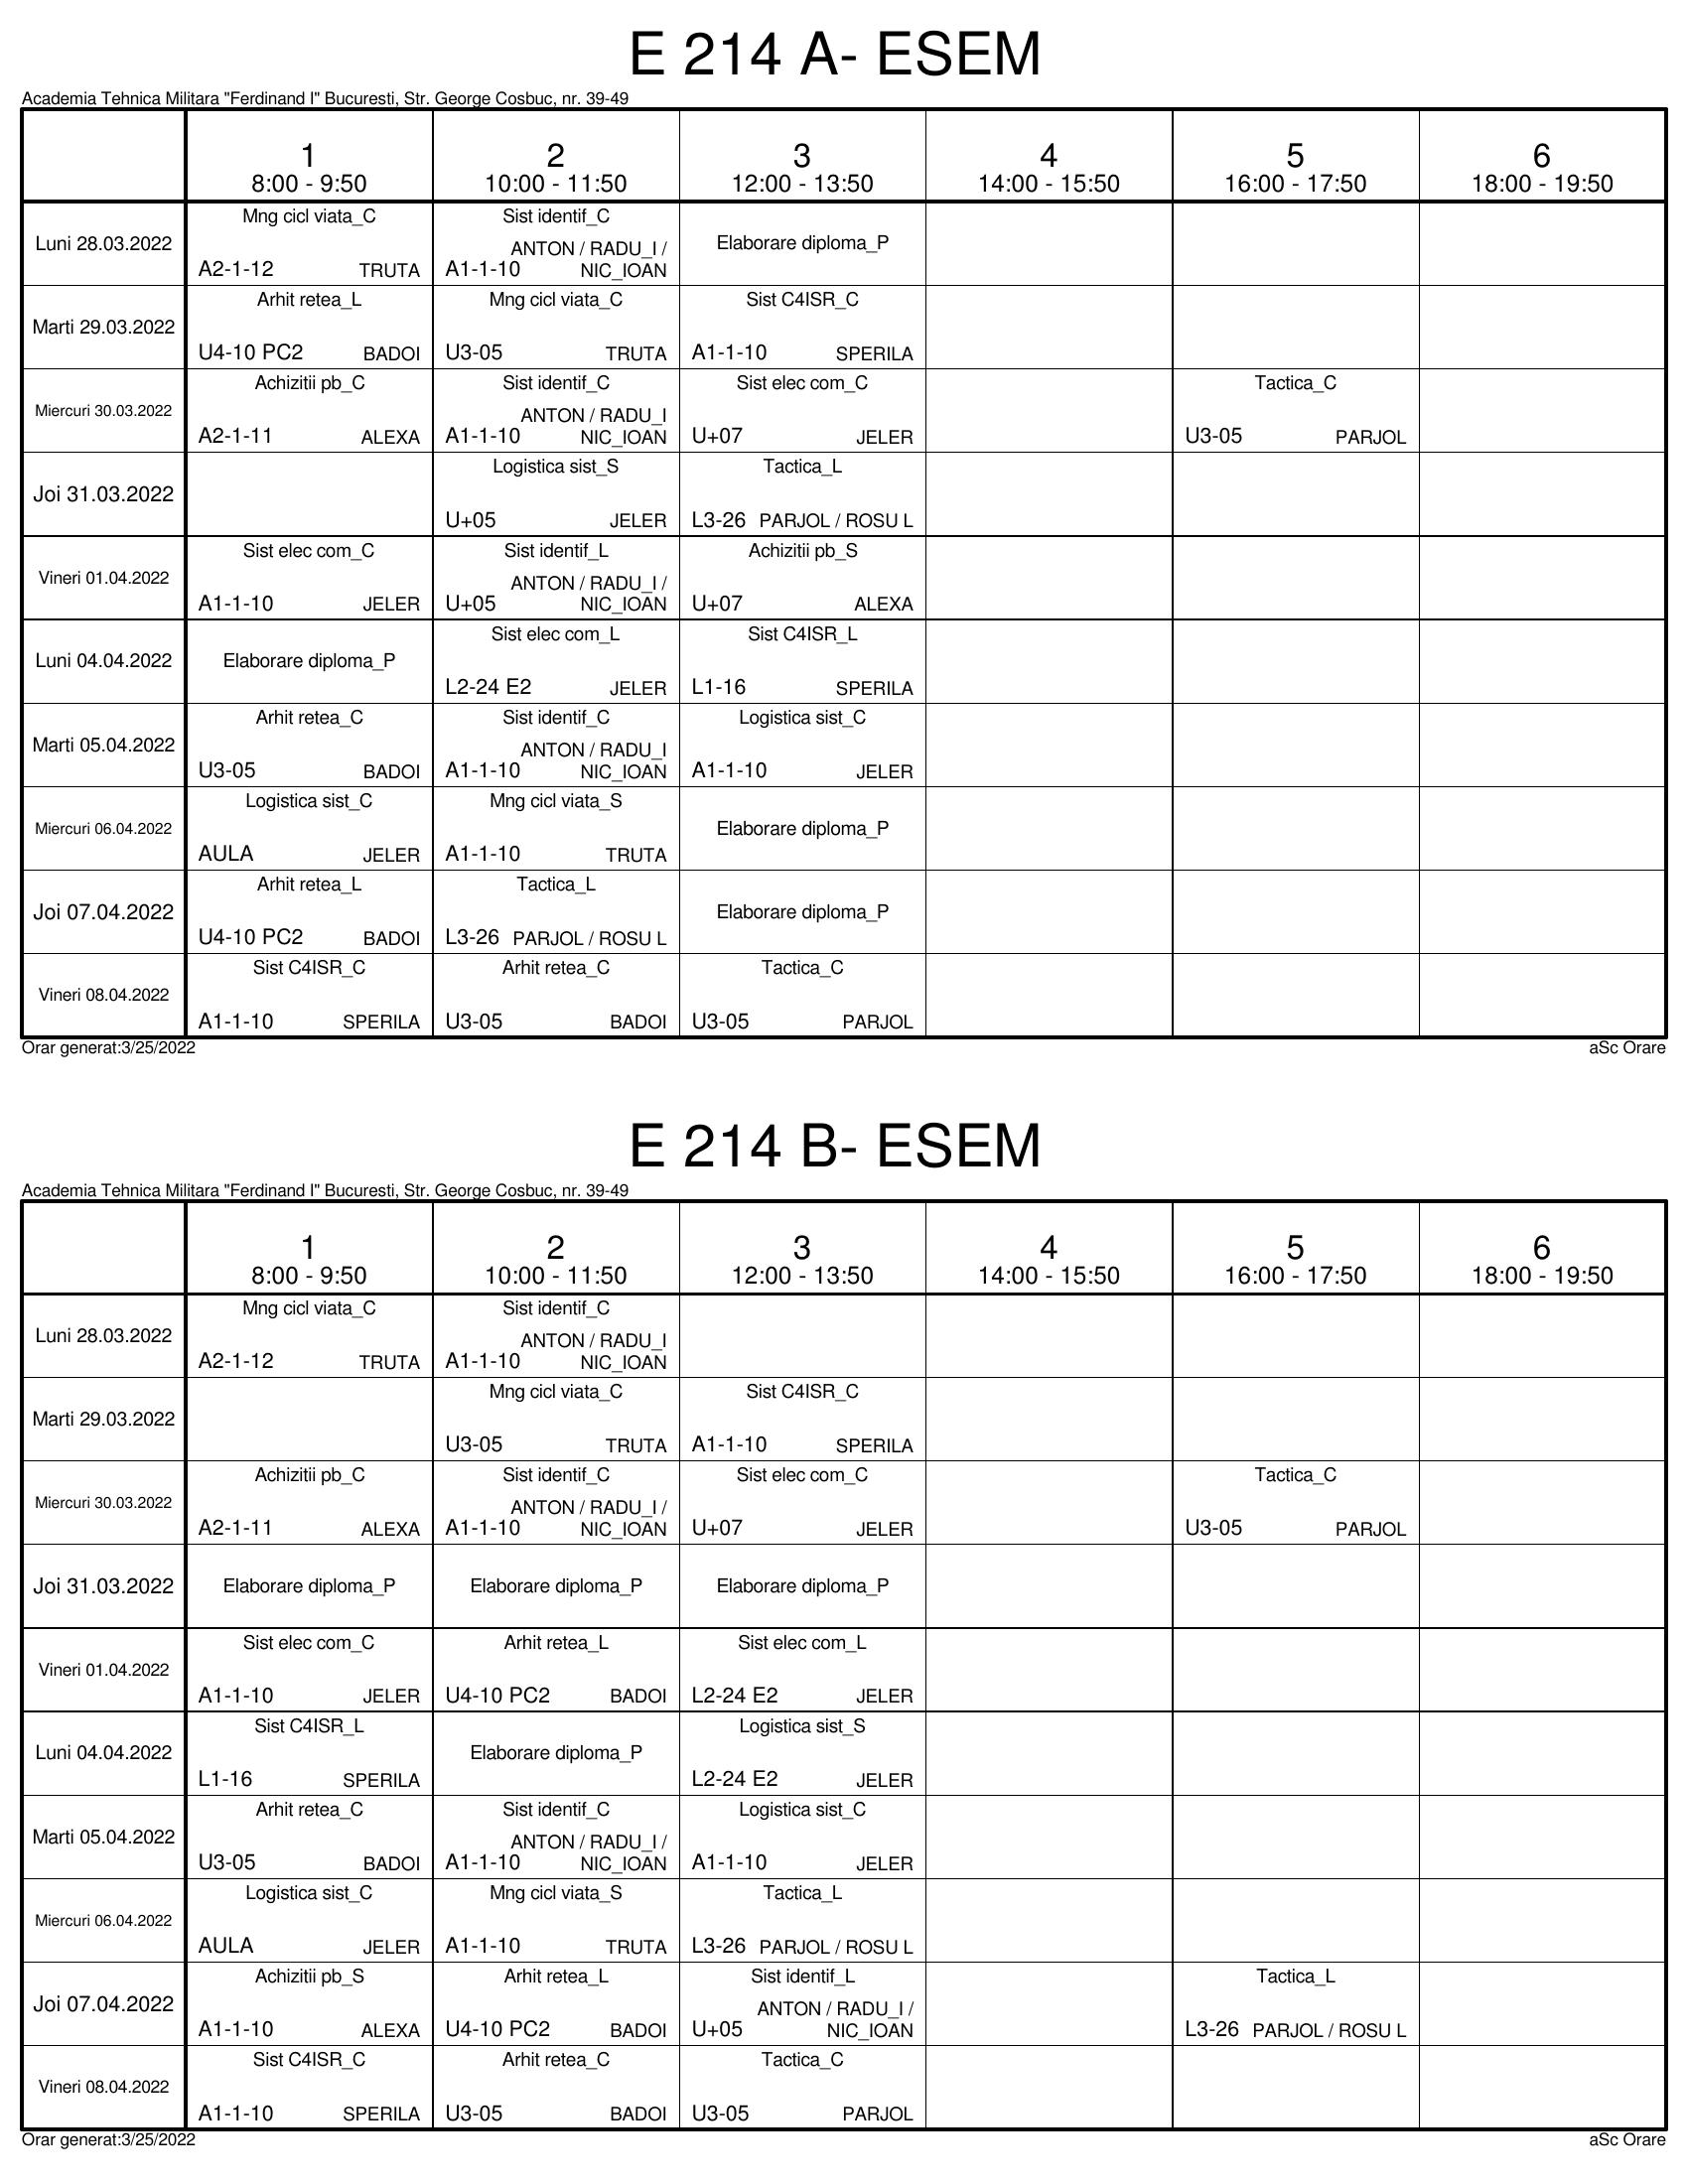 E 214 A- ESEM
Academia Tehnica Militara "Ferdinand I" Bucuresti, Str. George Cosbuc, nr. 39-49
1 2 3 4 5 6
8:00 - 9:50 10:00 - 11:50 12:00 - 13:50 14:00 - 15:50 16:00 - 17:50 18:00 - 19:50
Luni 28.03.2022
Mng cicl viata_C
A2-1-12 TRUTA
Sist identif_C
ANTON / RADU_I /
A1-1-10 NIC_IOAN
Elaborare diploma_P
Marti 29.03.2022
Arhit retea_L
U4-10 PC2 BADOI
Mng cicl viata_C
U3-05 TRUTA
Sist C4ISR_C
A1-1-10 SPERILA
Miercuri 30.03.2022
Achizitii pb_C
A2-1-11 ALEXA
Sist identif_C
ANTON / RADU_I
A1-1-10 NIC_IOAN
Sist elec com_C
U+07 JELER
Tactica_C
U3-05 PARJOL
Joi 31.03.2022
Logistica sist_S
U+05 JELER
Tactica_L
L3-26 PARJOL / ROSU L
Vineri 01.04.2022
Sist elec com_C
A1-1-10 JELER
Sist identif_L
ANTON / RADU_I /
U+05 NIC_IOAN
Achizitii pb_S
U+07 ALEXA
Luni 04.04.2022
Elaborare diploma_P
Sist elec com_L
L2-24 E2 JELER
Sist C4ISR_L
L1-16 SPERILA
Marti 05.04.2022
Arhit retea_C
U3-05 BADOI
Sist identif_C
ANTON / RADU_I
A1-1-10 NIC_IOAN
Logistica sist_C
A1-1-10 JELER
Miercuri 06.04.2022
Logistica sist_C
AULA JELER
Mng cicl viata_S
A1-1-10 TRUTA
Elaborare diploma_P
Joi 07.04.2022
Arhit retea_L
U4-10 PC2 BADOI
Tactica_L
L3-26 PARJOL / ROSU L
Elaborare diploma_P
Vineri 08.04.2022
Sist C4ISR_C
A1-1-10 SPERILA
Arhit retea_C
U3-05 BADOI
Tactica_C
U3-05 PARJOL
Orar generat:3/25/2022 aSc Orare
E 214 B- ESEM
Academia Tehnica Militara "Ferdinand I" Bucuresti, Str. George Cosbuc, nr. 39-49
1 2 3 4 5 6
8:00 - 9:50 10:00 - 11:50 12:00 - 13:50 14:00 - 15:50 16:00 - 17:50 18:00 - 19:50
Luni 28.03.2022
Mng cicl viata_C
A2-1-12 TRUTA
Sist identif_C
ANTON / RADU_I
A1-1-10 NIC_IOAN
Marti 29.03.2022
Mng cicl viata_C
U3-05 TRUTA
Sist C4ISR_C
A1-1-10 SPERILA
Miercuri 30.03.2022
Achizitii pb_C
A2-1-11 ALEXA
Sist identif_C
ANTON / RADU_I /
A1-1-10 NIC_IOAN
Sist elec com_C
U+07 JELER
Tactica_C
U3-05 PARJOL
Joi 31.03.2022
Elaborare diploma_P
Elaborare diploma_P
Elaborare diploma_P
Vineri 01.04.2022
Sist elec com_C
A1-1-10 JELER
Arhit retea_L
U4-10 PC2 BADOI
Sist elec com_L
L2-24 E2 JELER
Luni 04.04.2022
Sist C4ISR_L
L1-16 SPERILA
Elaborare diploma_P
Logistica sist_S
L2-24 E2 JELER
Marti 05.04.2022
Arhit retea_C
U3-05 BADOI
Sist identif_C
ANTON / RADU_I /
A1-1-10 NIC_IOAN
Logistica sist_C
A1-1-10 JELER
Miercuri 06.04.2022
Logistica sist_C
AULA JELER
Mng cicl viata_S
A1-1-10 TRUTA
Tactica_L
L3-26 PARJOL / ROSU L
Joi 07.04.2022
Achizitii pb_S
A1-1-10 ALEXA
Arhit retea_L
U4-10 PC2 BADOI
Sist identif_L
ANTON / RADU_I /
U+05 NIC_IOAN
Tactica_L
L3-26 PARJOL / ROSU L
Vineri 08.04.2022
Sist C4ISR_C
A1-1-10 SPERILA
Arhit retea_C
U3-05 BADOI
Tactica_C
U3-05 PARJOL
Orar generat:3/25/2022 aSc Orare